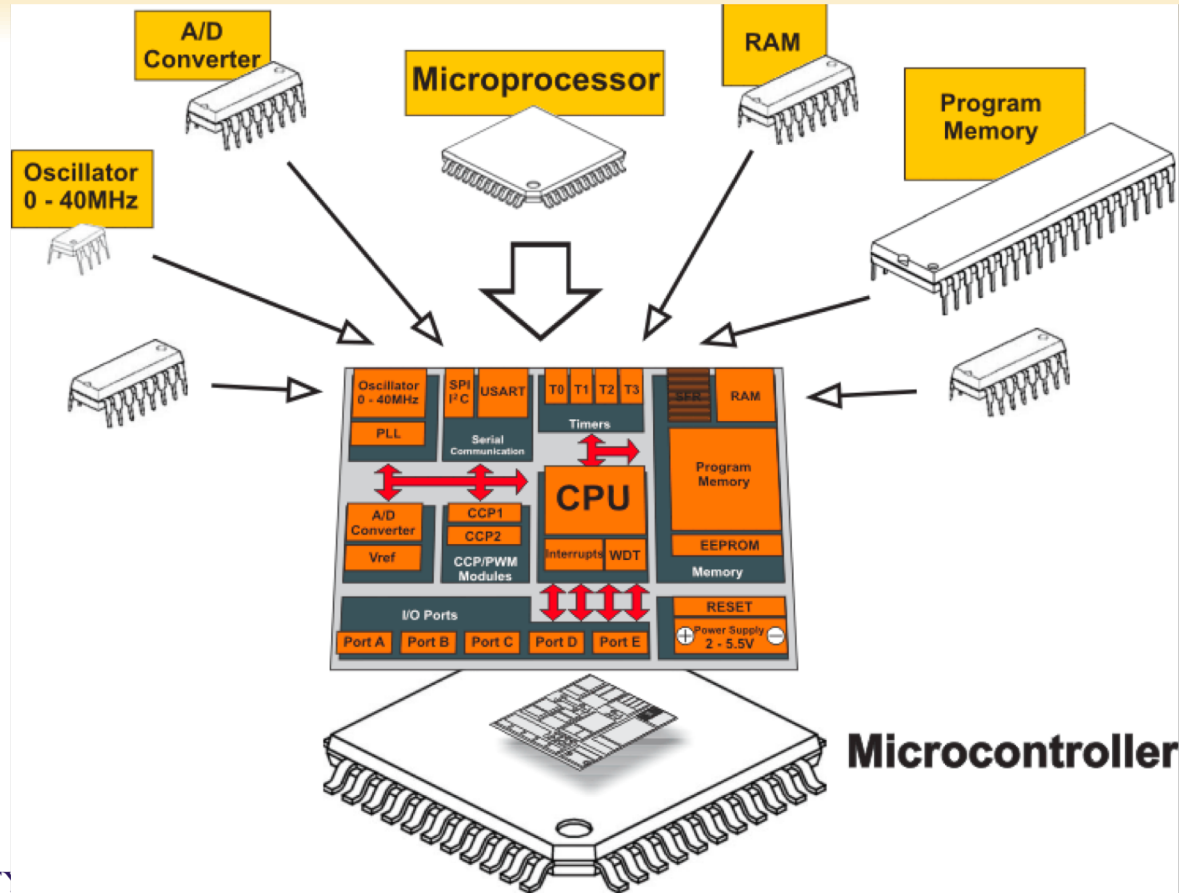 A/D
Converter
Microprocessor
RAM
Program
Memory
Oscillator
0 - 40MHz
Oscillator
0 - 40MHz
PLL
SPI
I²C
USART
Serial
Communication
T0 T1 T2 T3
Timers
SFR
RAM
Program
Memory
EEPROM
Memory
A/D
Converter
Vref
CCP1
CCP2
CCP/PWM
Modules
CPU
Interrupts WDT
I/O Ports
Port A Port B Port C Port D Port E
RESET
+ Power Supply −
2 - 5.5V
Microcontroller